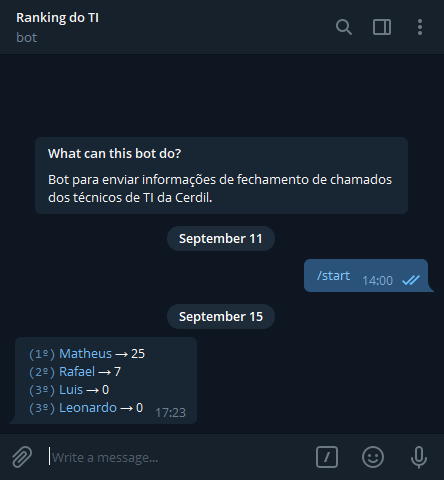 Ranking do TI
bot
What can this bot do?
Bot para enviar informações de fechamento de chamados
dos técnicos de TI da Cerdil.
September 11
/start 14:00
September 15
(1º) Matheus → 25
(2º) Rafael → 7
(3º) Luis → 0
(3º) Leonardo → 0 17:23
Write a message...